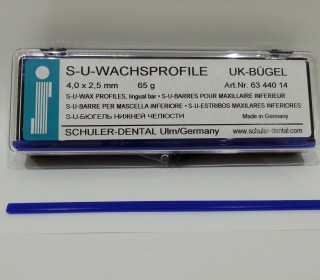 S-U-WACHSPROFILE UK-BÜGEL
4,0 x 2,5 mm 65 g Art.Nr. 63 440 14
S-U-WAX PROFILES, lingual bar • S-U-BARRES POUR MAXILLAIRE INFERIEUR
S-U-BARRE PER MASCELLA INFERIORE • S-U-ESTRIBOS MAXILARES INFERIORES
S-U-БЮГЕЛЬ НИЖНЕЙ ЧЕЛЮСТИ Made in Germany
SCHULER-DENTAL Ulm/Germany www.schuler-dental.com